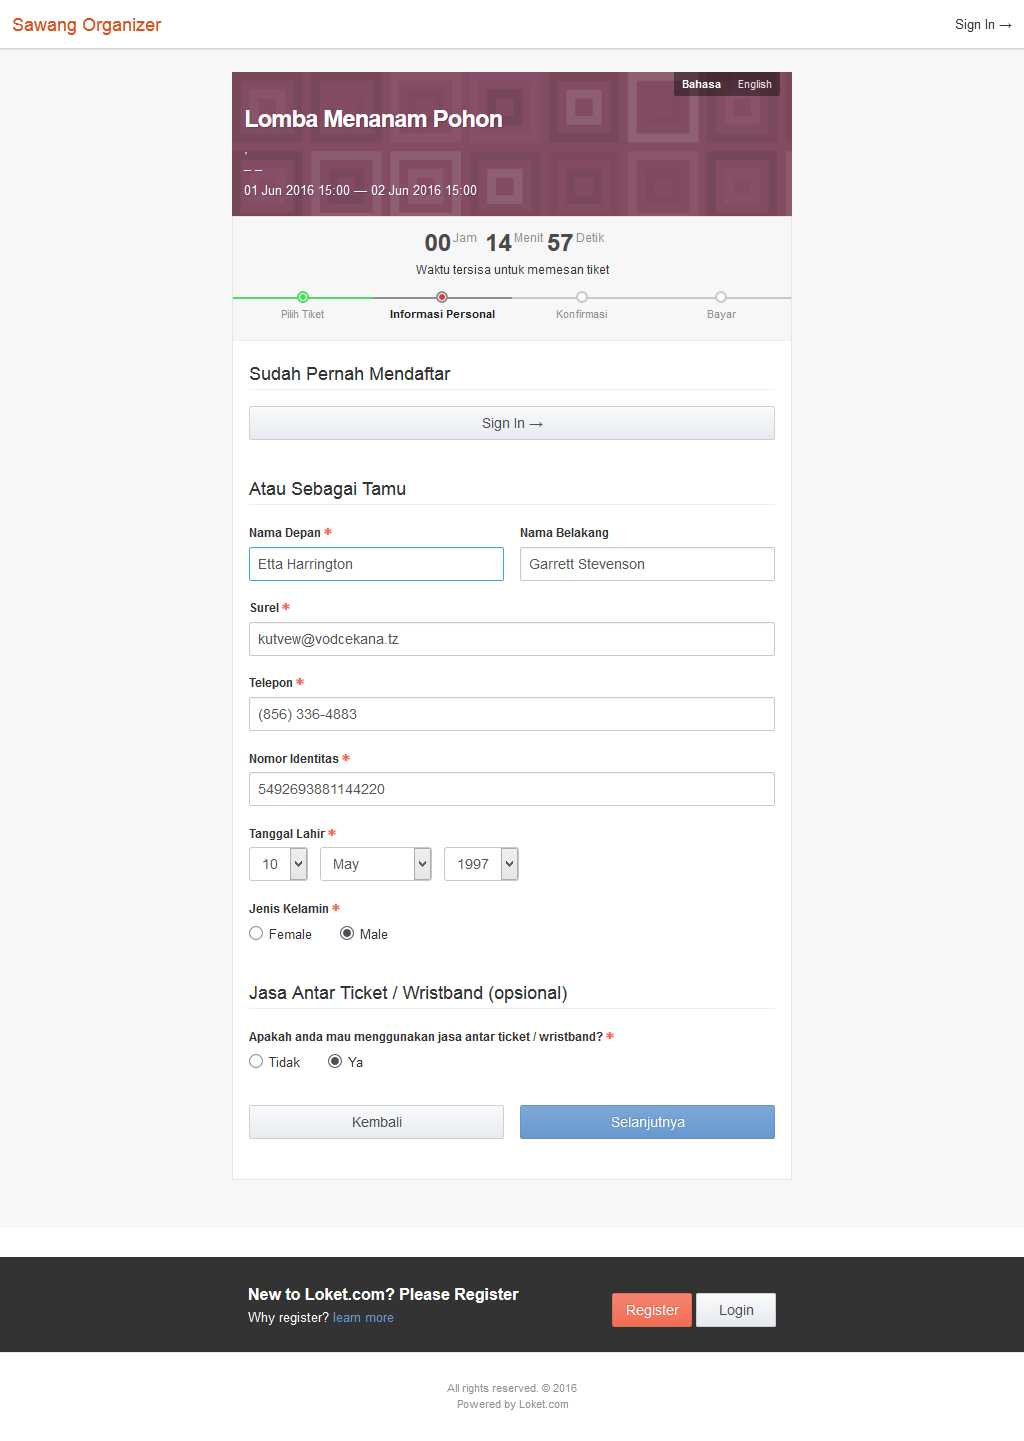 Sawang Organizer
Sign In →
Bahasa English
Lomba Menanam Pohon
,
– –
01 Jun 2016 15:00 — 02 Jun 2016 15:00
00 Jam 14 Menit 57 Detik
Waktu tersisa untuk memesan tiket
Pilih Tiket Informasi Personal Konfirmasi Bayar
Sudah Pernah Mendaftar
Sign In →
Atau Sebagai Tamu
Nama Depan * Nama Belakang
Etta Harrington Garrett Stevenson
Surel *
kutvew@vodcekana.tz
Telepon *
(856) 336-4883
Nomor Identitas *
5492693881144220
Tanggal Lahir *
10 May 1997
Jenis Kelamin *
Female Male
Jasa Antar Ticket / Wristband (opsional)
Apakah anda mau menggunakan jasa antar ticket / wristband? *
Tidak Ya
Kembali Selanjutnya
New to Loket.com? Please Register
Why register? learn more
Register Login
All rights reserved. © 2016
Powered by Loket.com